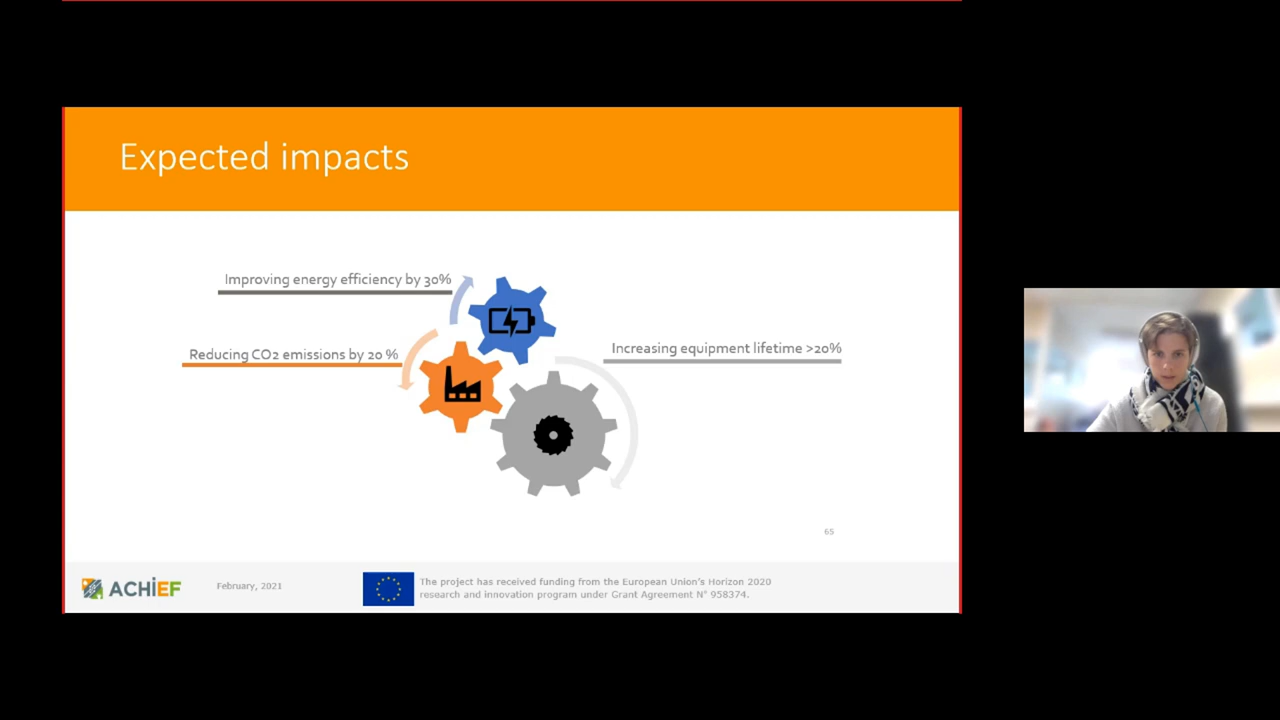 Expected impacts
Improving energy efficiency by 30%
Reducing CO2 emissions by 20 %
Increasing equipment lifetime >20%
65
ACHiEF
February, 2021
The project has received funding from the European Union's Horizon 2020
research and innovation program under Grant Agreement N° 958374.